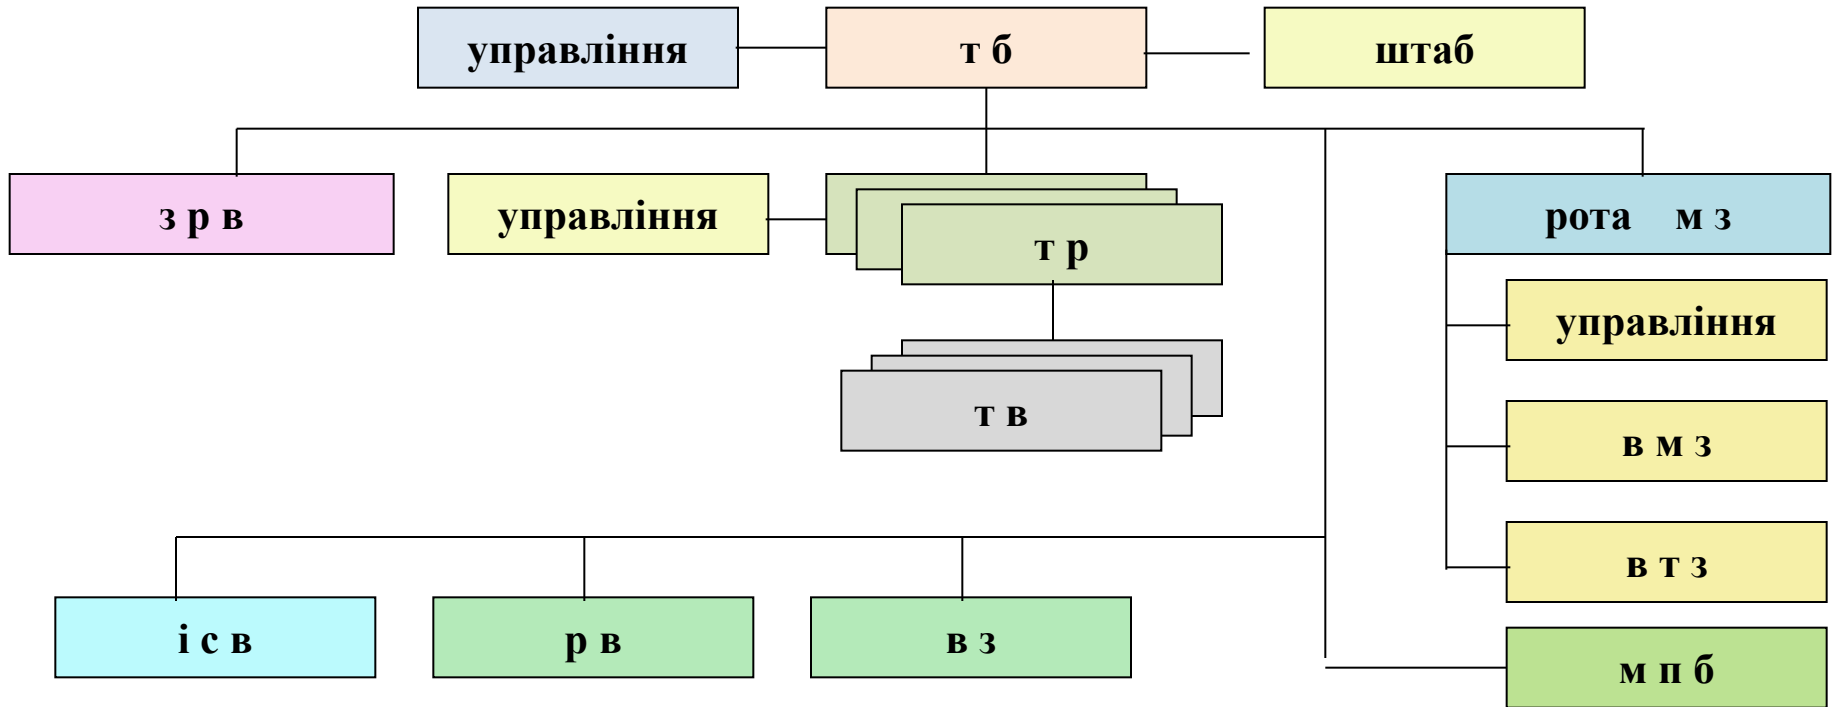 управління
т б
штаб
з р в
управління
т р
рота м з
управління
т в
в м з
в т з
і с в
р в
в з
м п б